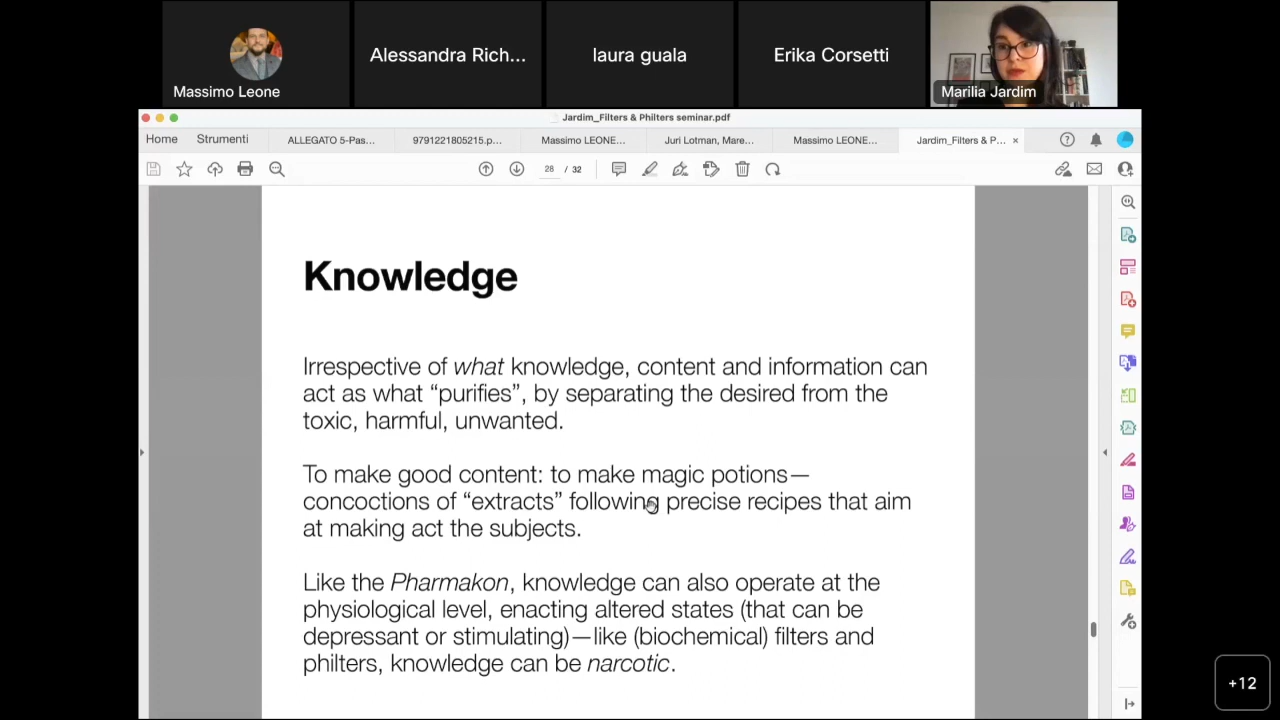 Massimo Leone
Alessandra Rich...
laura guala
Erika Corsetti
Marilia Jardim
Jardim_Filters & Philters seminar.pdf
Home
Strumenti
ALLEGATO 5-Pas...
9791221805215.p...
Massimo LEONE...
Juri Lotman, Mare...
Massimo LEONE...
Jardim_Filters & P...
28 / 32
Knowledge
Irrespective of what knowledge, content and information can
act as what “purifies”, by separating the desired from the
toxic, harmful, unwanted.
To make good content: to make magic potions—
concoctions of “extracts” following precise recipes that aim
at making act the subjects.
Like the Pharmakon, knowledge can also operate at the
physiological level, enacting altered states (that can be
depressant or stimulating)—like (biochemical) filters and
philters, knowledge can be narcotic.
+12